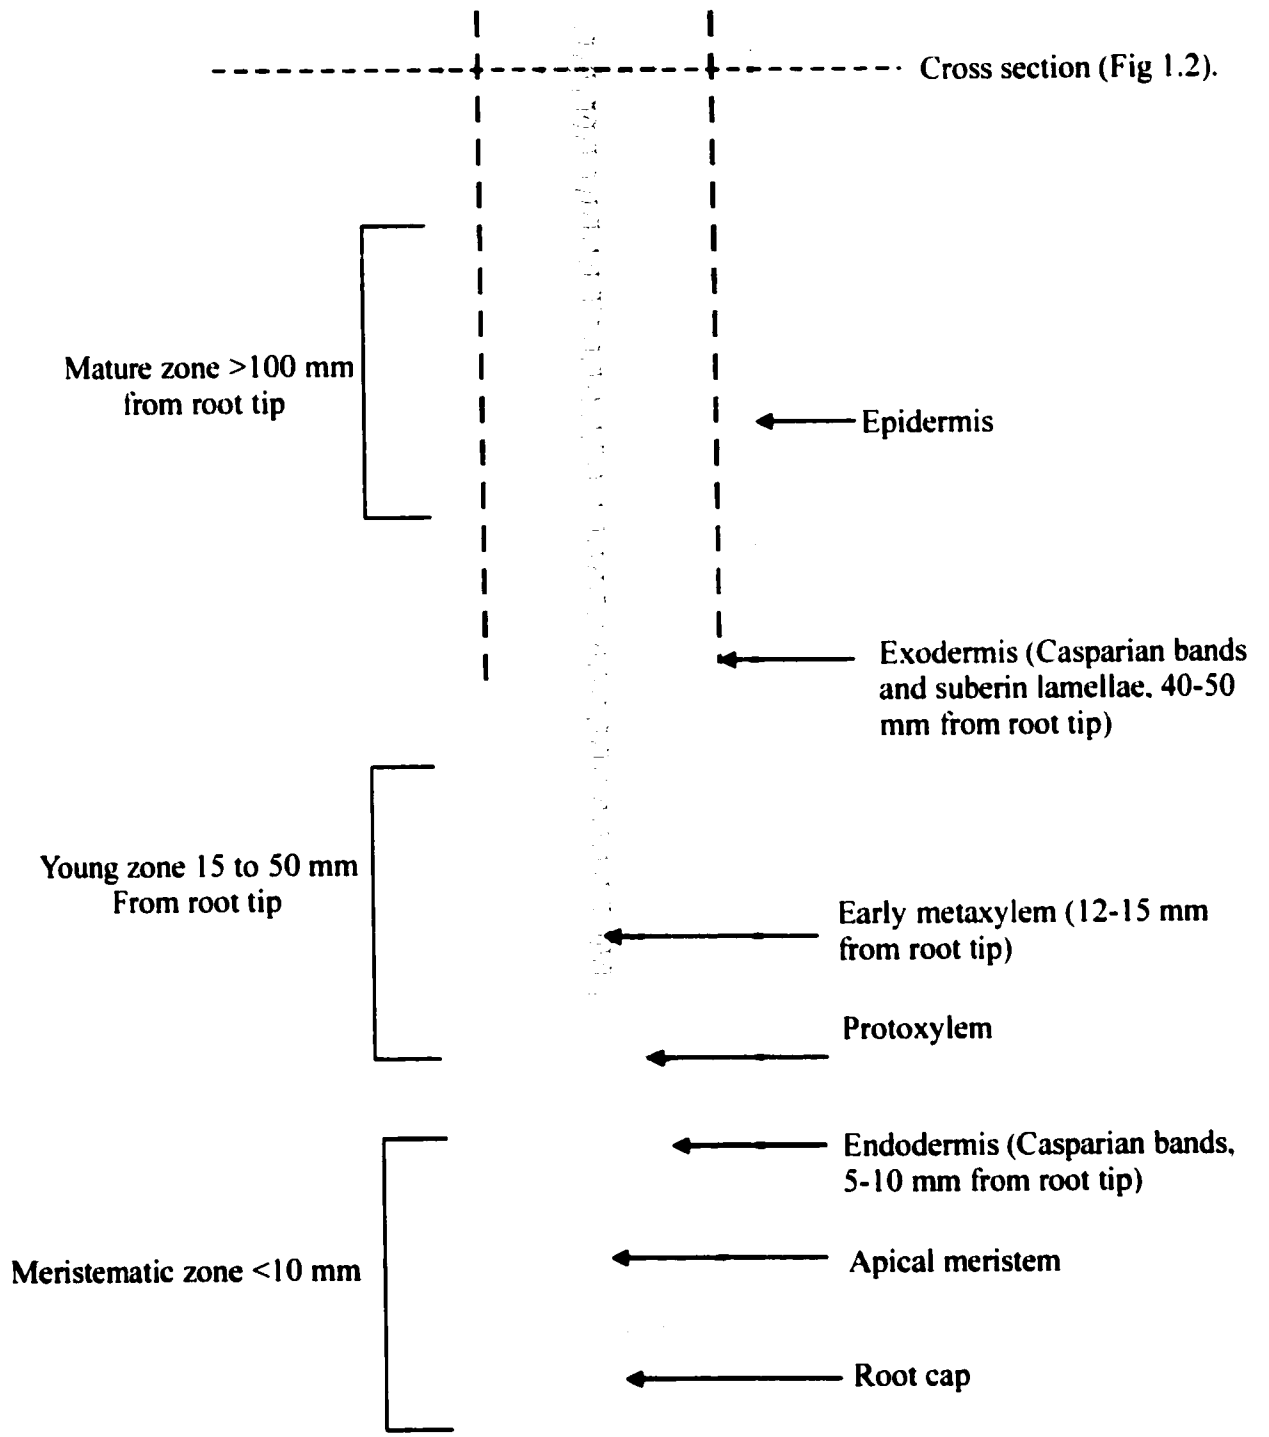 Cross section (Fig 1.2).
Mature zone >100 mm
from root tip
Epidermis
Exodermis (Casparian bands
and suberin lamellae, 40-50
mm from root tip)
Young zone 15 to 50 mm
From root tip
Early metaxylem (12-15 mm
from root tip)
Protoxylem
Endodermis (Casparian bands,
5-10 mm from root tip)
Meristematic zone <10 mm
Apical meristem
Root cap